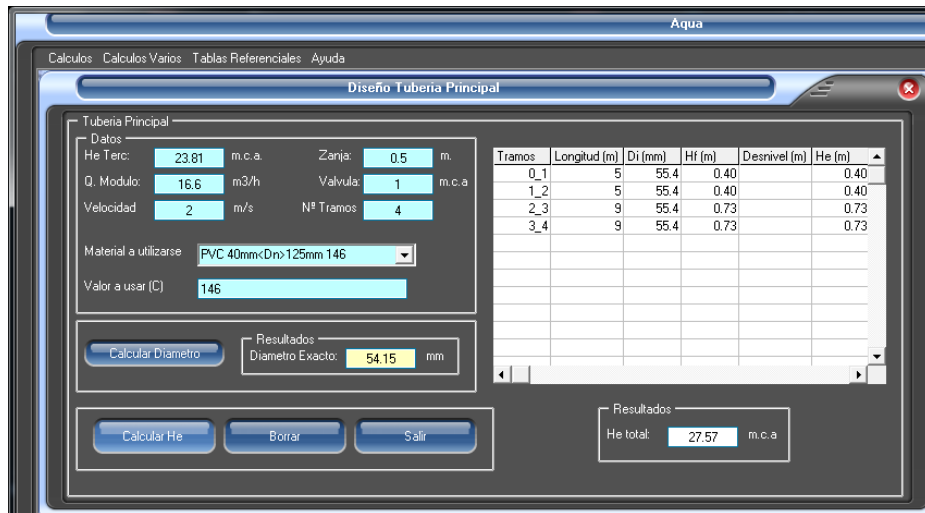 Aqua
Calculos Calculos Varios Tablas Referenciales Ayuda
Diseño Tuberia Principal
Tuberia Principal
Datos
He Terc: 23.81 m.c.a. Zanja: 0.5 m.
Q. Modulo: 16.6 m3/h Valvula: 1 m.c.a
Velocidad 2 m/s Nº Tramos 4
Material a utilizarse PVC 40mm<Dn>125mm 146
Valor a usar (C) 146
Calcular Diametro
Resultados
Diametro Exacto: 54.15 mm
Calcular He Borrar Salir
Tramos Longitud (m) Di (mm) Hf (m) Desnivel (m) He (m)
0_1 5 55.4 0.40 0.40
1_2 5 55.4 0.40 0.40
2_3 9 55.4 0.73 0.73
3_4 9 55.4 0.73 0.73
Resultados
He total: 27.57 m.c.a